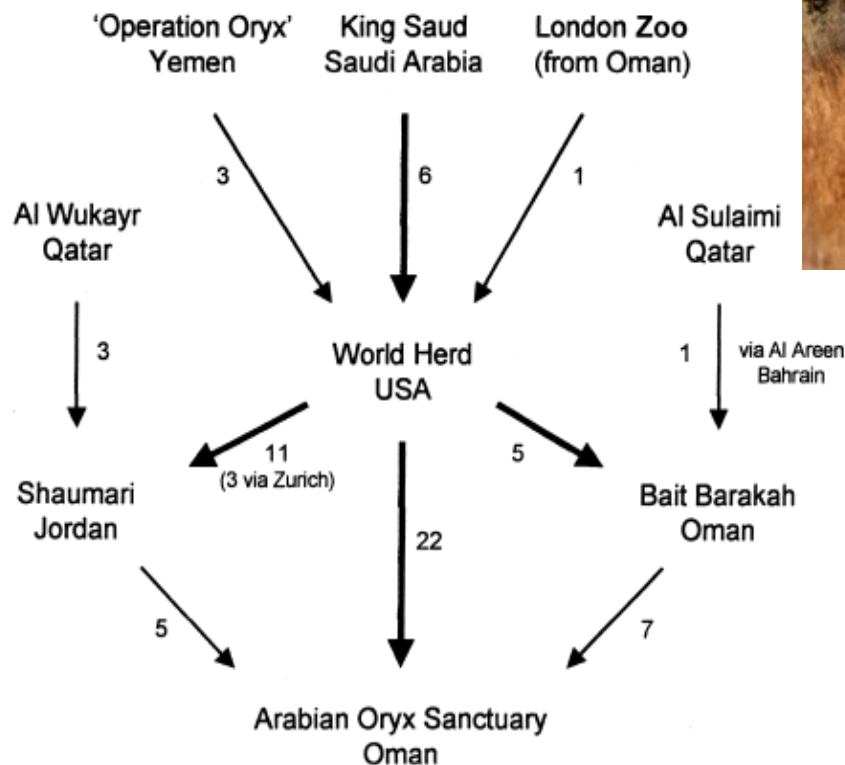 'Operation Oryx'
Yemen
King Saud
Saudi Arabia
London Zoo
(from Oman)
3
6
1
Al Wukayr
Qatar
Al Sulaimi
Qatar
3
World Herd
USA
1
via Al Areen
Bahrain
11
(3 via Zurich)
5
Shaumari
Jordan
Bait Barakah
Oman
22
5
7
Arabian Oryx Sanctuary
Oman